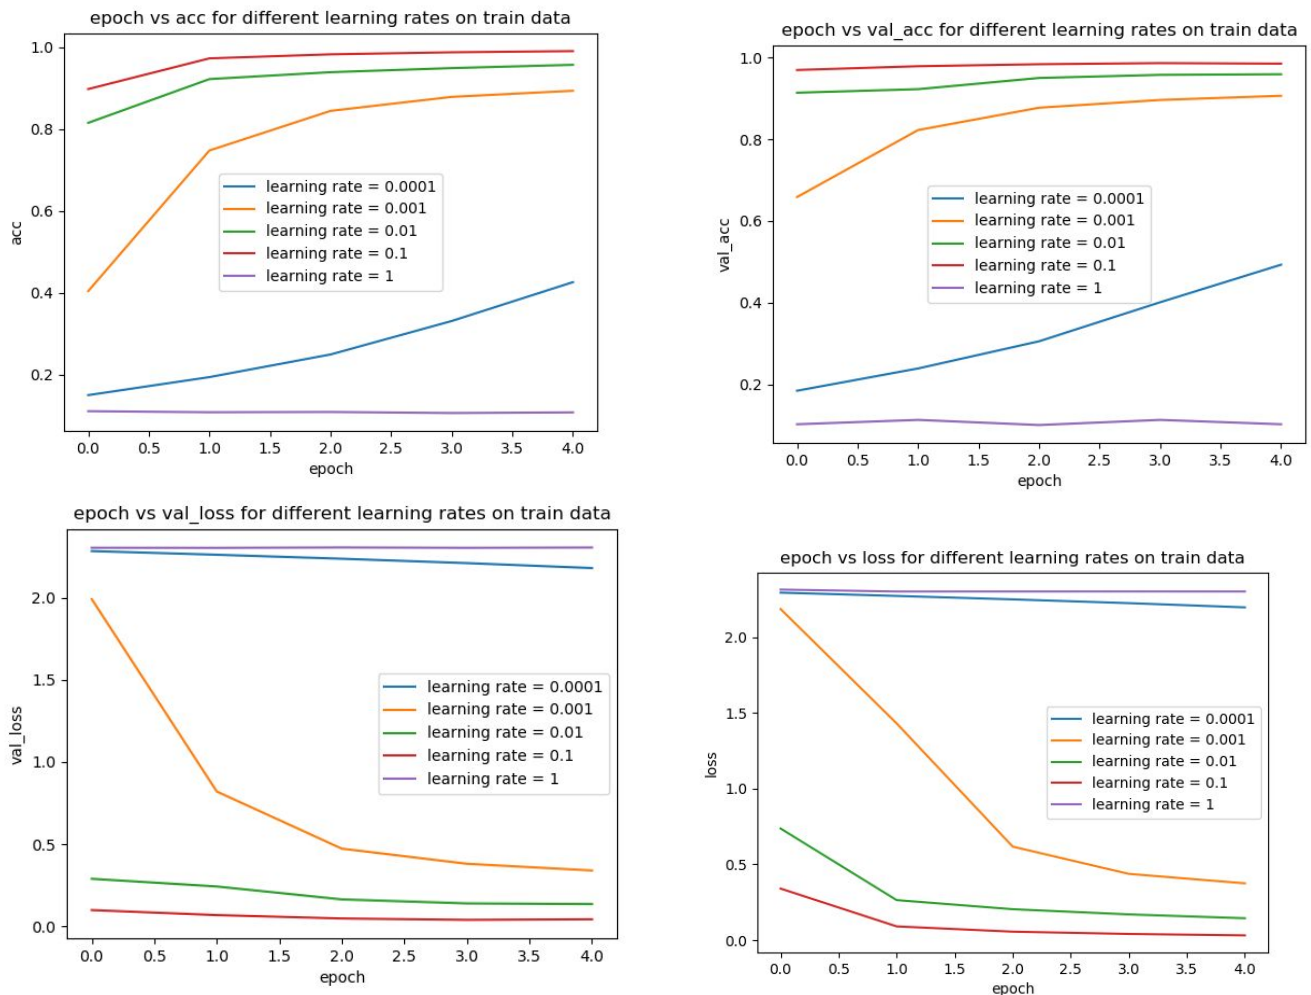 epoch vs acc for different learning rates on train data
1.0
0.8
0.6
0.4
0.2
acc
learning rate = 0.0001
learning rate = 0.001
learning rate = 0.01
learning rate = 0.1
learning rate = 1
0.0 0.5 1.0 1.5 2.0 2.5 3.0 3.5 4.0
epoch
epoch vs val_acc for different learning rates on train data
1.0
0.8
0.6
0.4
0.2
val_acc
learning rate = 0.0001
learning rate = 0.001
learning rate = 0.01
learning rate = 0.1
learning rate = 1
0.0 0.5 1.0 1.5 2.0 2.5 3.0 3.5 4.0
epoch
epoch vs val_loss for different learning rates on train data
2.0
1.5
1.0
0.5
0.0
val_loss
learning rate = 0.0001
learning rate = 0.001
learning rate = 0.01
learning rate = 0.1
learning rate = 1
0.0 0.5 1.0 1.5 2.0 2.5 3.0 3.5 4.0
epoch
epoch vs loss for different learning rates on train data
2.0
1.5
1.0
0.5
0.0
loss
learning rate = 0.0001
learning rate = 0.001
learning rate = 0.01
learning rate = 0.1
learning rate = 1
0.0 0.5 1.0 1.5 2.0 2.5 3.0 3.5 4.0
epoch